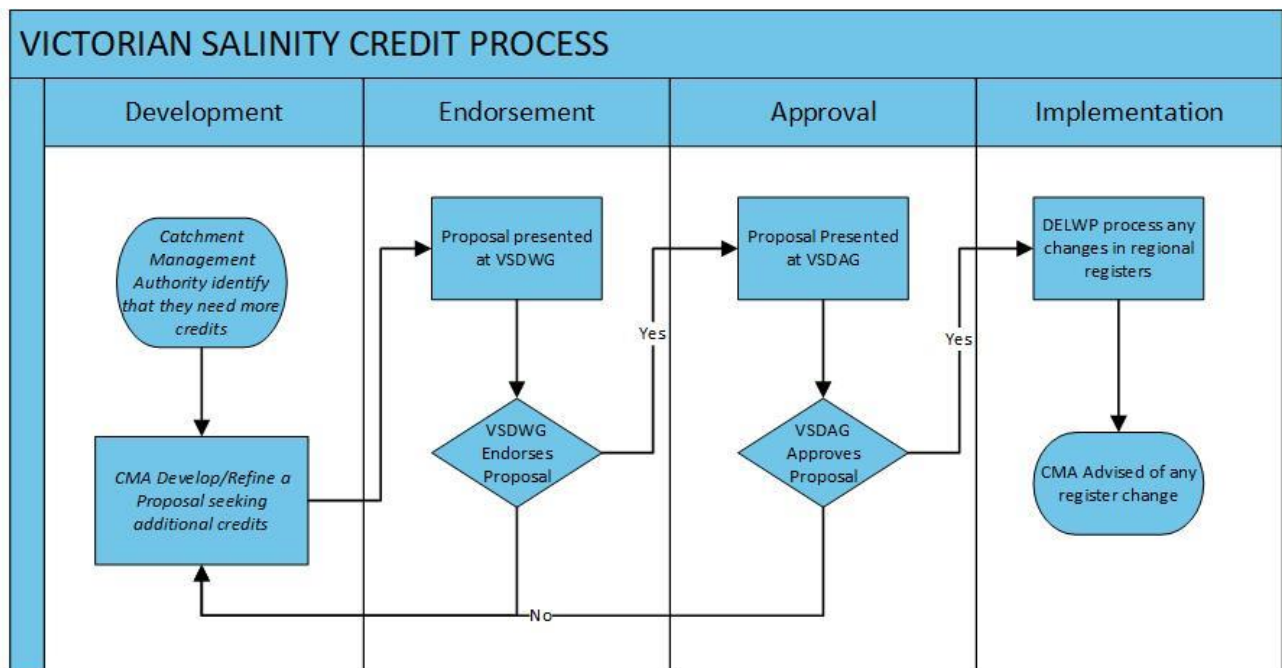 VICTORIAN SALINITY CREDIT PROCESS
Development
Endorsement
Approval
Implementation
Catchment
Management
Authority identify
that they need more
credits
CMA Develop/Refine a
Proposal seeking
additional credits
Proposal presented
at VSDWG
VSDWG
Endorses
Proposal
Yes
No
Proposal Presented
at VSDAG
VSDAG
Approves
Proposal
Yes
DELWP process any
changes in regional
registers
CMA Advised of any
register change